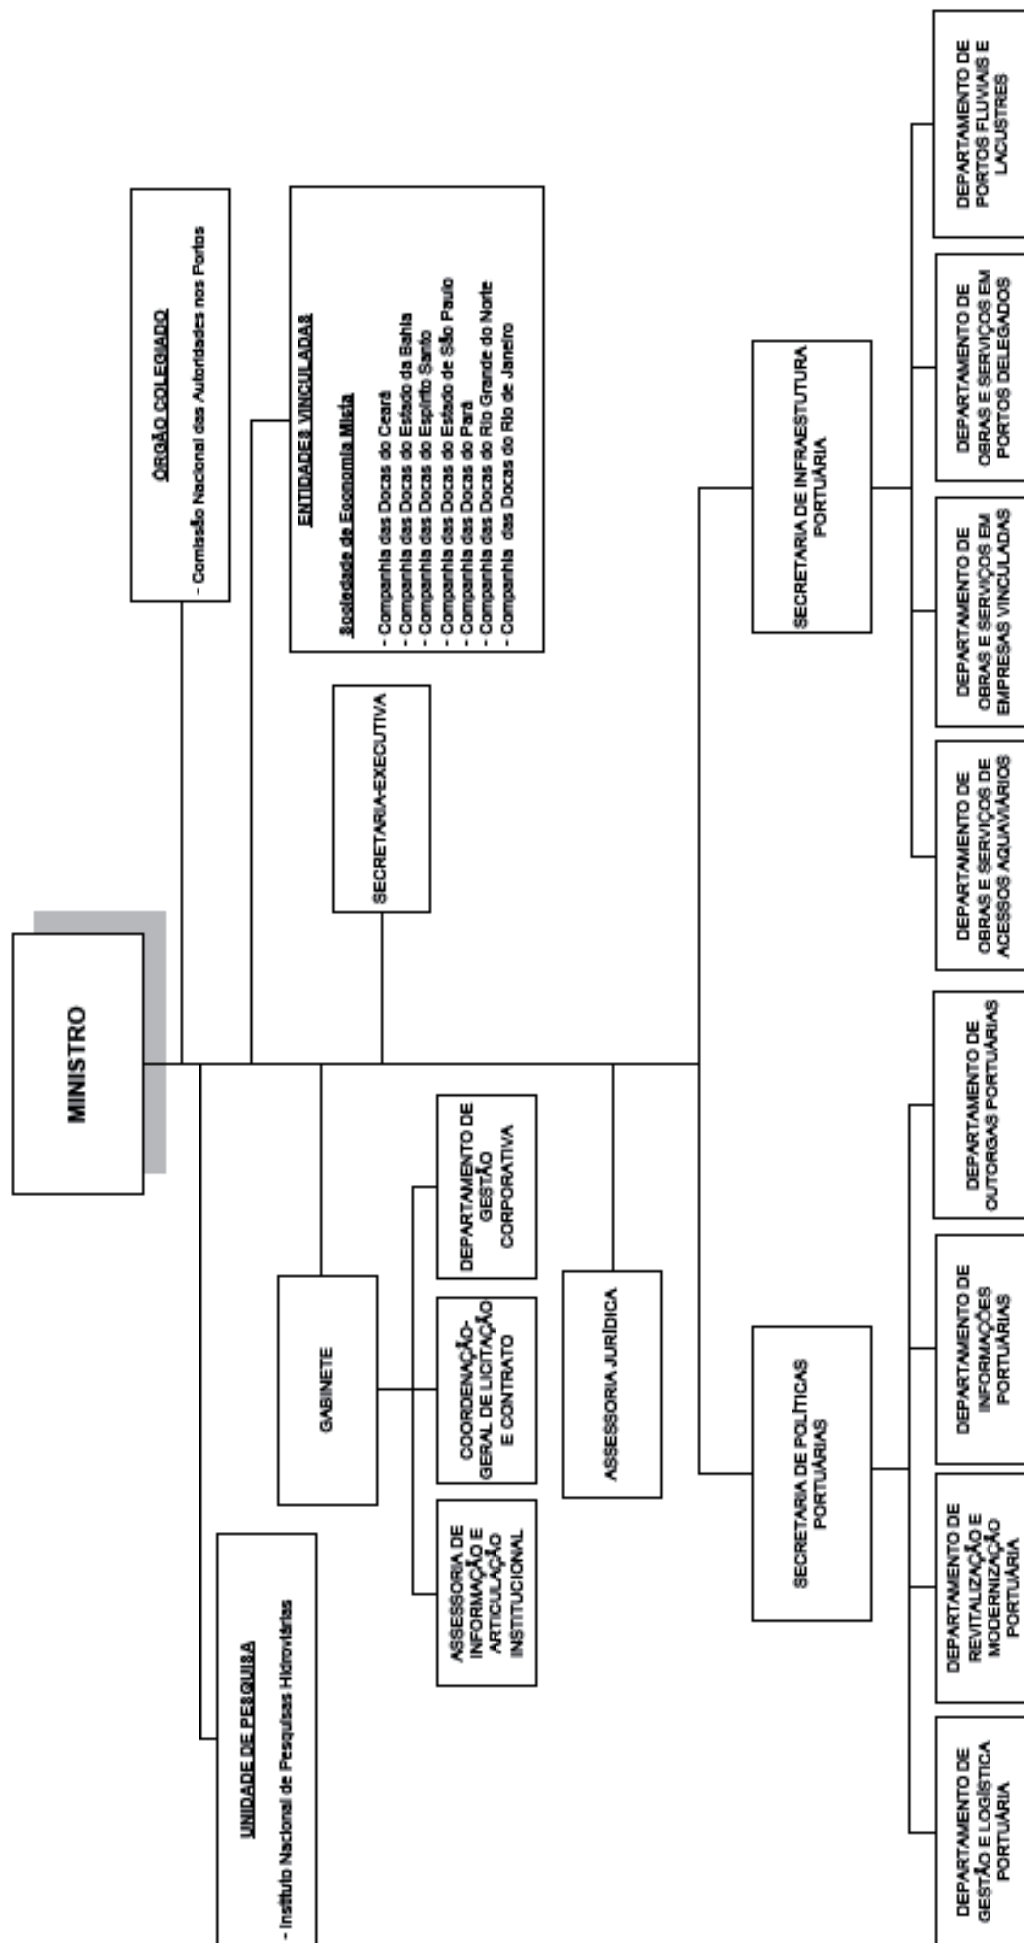 MINISTRO
ÓRGÃO COLEGIADO
- Comissão Nacional das Autoridades nos Portos
UNIDADE DE PESQUISA
- Instituto Nacional de Pesquisas Hidroviárias
ENTIDADES VINCULADAS
Sociedade de Economia Mista
- Companhia das Docas do Ceará
- Companhia das Docas do Estado da Bahia
- Companhia das Docas do Espírito Santo
- Companhia das Docas do Estado de São Paulo
- Companhia das Docas do Pará
- Companhia das Docas do Rio Grande do Norte
- Companhia das Docas do Rio de Janeiro
GABINETE
SECRETARIA-EXECUTIVA
ASSESSORIA DE
INFORMAÇÃO E
ARTICULAÇÃO
INSTITUCIONAL
COORDENAÇÃO-
GERAL DE LICITAÇÃO
E CONTRATO
DEPARTAMENTO DE
GESTÃO
CORPORATIVA
ASSESSORIA JURÍDICA
SECRETARIA DE POLÍTICAS
PORTUÁRIAS
SECRETARIA DE INFRAESTUTURA
PORTUÁRIA
DEPARTAMENTO DE
GESTÃO E LOGÍSTICA
PORTUÁRIA
DEPARTAMENTO DE
REVITALIZAÇÃO E
MODERNIZAÇÃO
PORTUÁRIA
DEPARTAMENTO DE
INFORMAÇÕES
PORTUÁRIAS
DEPARTAMENTO DE
OUTORGAS PORTUÁRIAS
DEPARTAMENTO DE
OBRAS E SERVIÇOS DE
ACESSOS AQUAVIÁRIOS
DEPARTAMENTO DE
OBRAS E SERVIÇOS EM
EMPRESAS VINCULADAS
DEPARTAMENTO DE
OBRAS E SERVIÇOS EM
PORTOS DELEGADOS
DEPARTAMENTO DE
PORTOS FLUVIAIS E
LACUSTRES